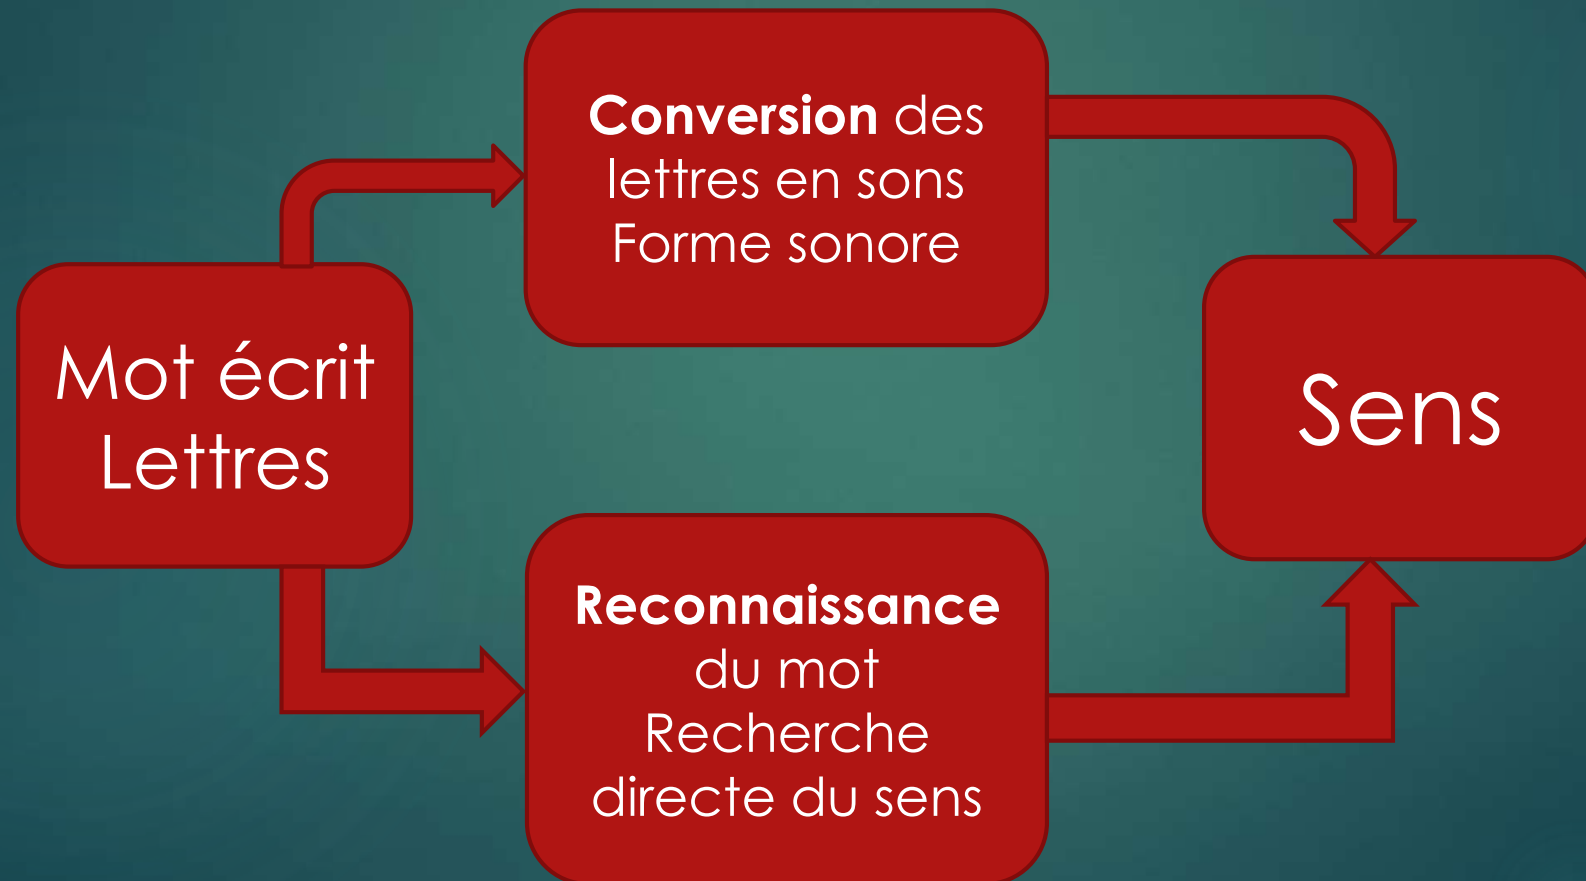 Mot écrit
Lettres
Conversion des
lettres en sons
Forme sonore
Reconnaissance
du mot
Recherche
directe du sens
Sens